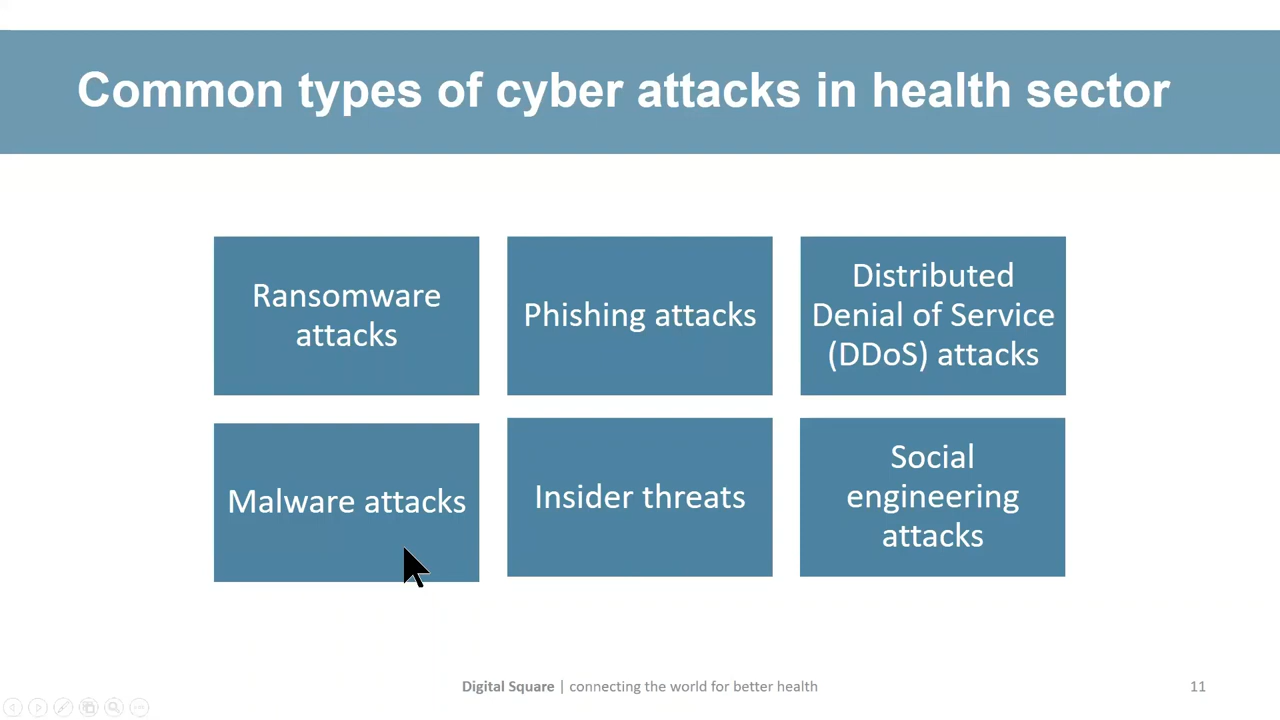 Common types of cyber attacks in health sector
Ransomware
attacks
Phishing attacks
Distributed
Denial of Service
(DDoS) attacks
Malware attacks
Insider threats
Social
engineering
attacks
Digital Square | connecting the world for better health
11